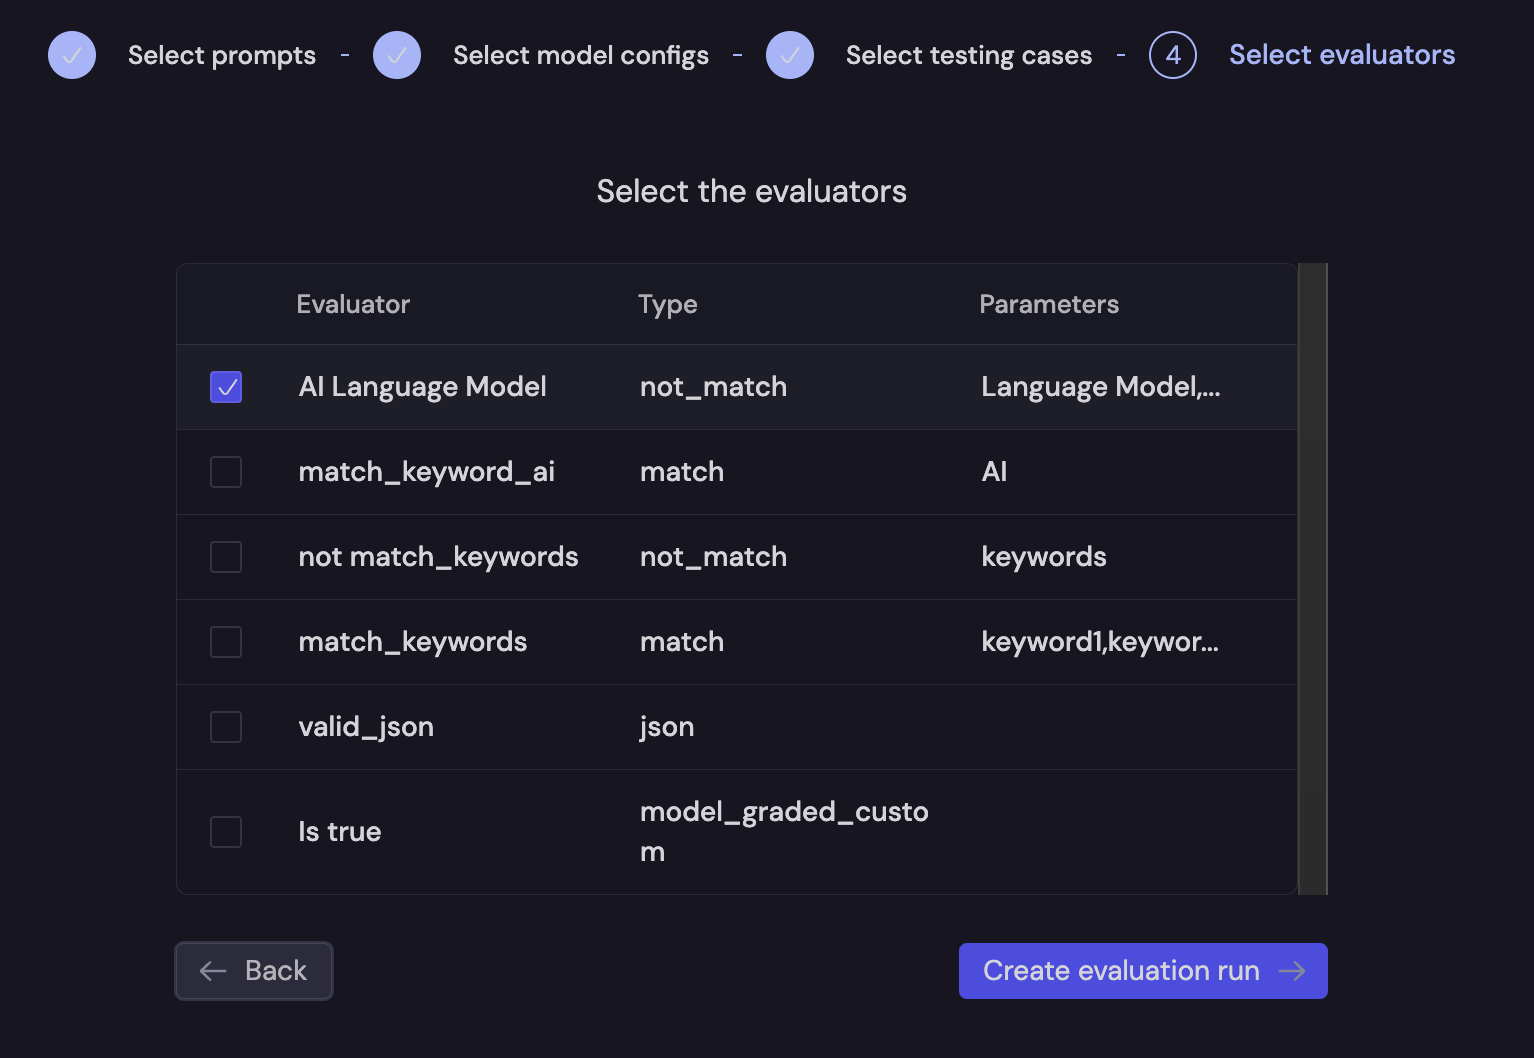 Select prompts - Select model configs - Select testing cases - 4 Select evaluators
Select the evaluators
Evaluator Type Parameters
AI Language Model not_match Language Model,...
match_keyword_ai match AI
not match_keywords not_match keywords
match_keywords match keyword1,keywor...
valid_json json
Is true model_graded_custo
m
Back Create evaluation run